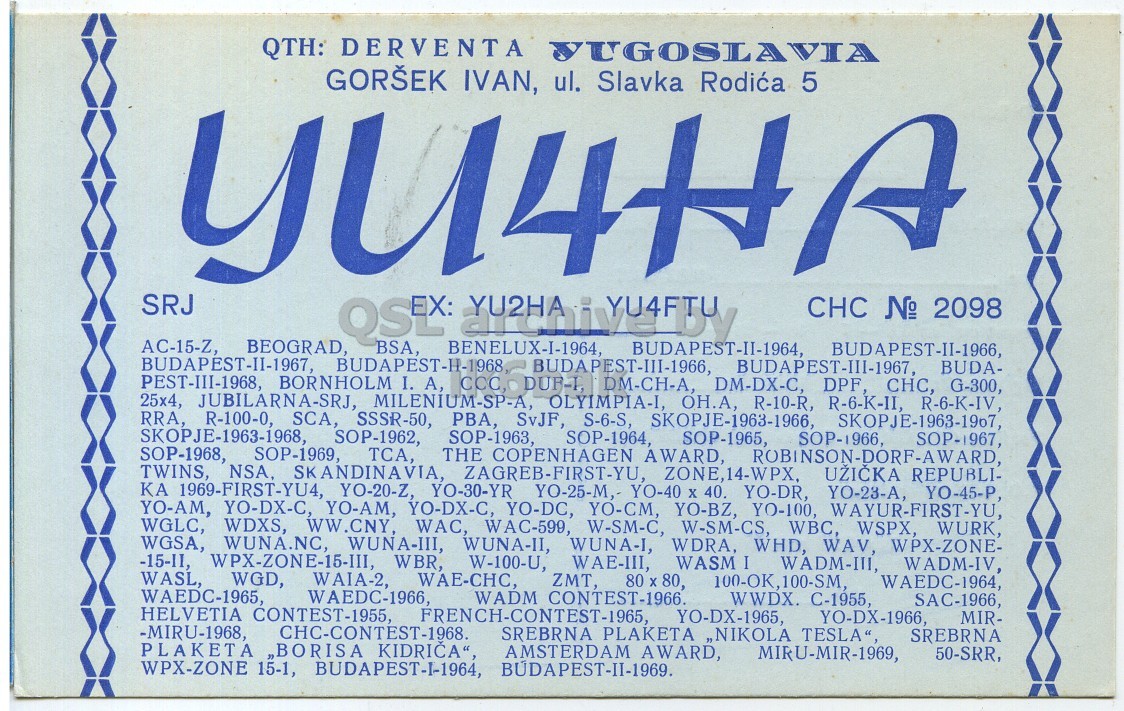 QTH: DERVENTA YUGOSLAVIA
GORŠEK IVAN, ul. Slavka Rodića 5
YU4HA
SRJ EX: YU2HA - YU4FTU CHC № 2098
QSL archive by
ik6bak
AC-15-Z, BEOGRAD, BSA, BENELUX-I-1964, BUDAPEST-II-1964, BUDAPEST-II-1966,
BUDAPEST-II-1967, BUDAPEST-II-1968, BUDAPEST-III-1966, BUDAPEST-III-1967, BUDA-
PEST-III-1968, BORNHOLM I. A, CCC, DUF-I, DM-CH-A, DM-DX-C, DPF, CHC, G-300,
25x4, JUBILARNA-SRJ, MILENIUM-SP-A, OLYMPIA-I, OH.A, R-10-R, R-6-K-II, R-6-K-IV,
RRA, R-100-0, SCA, SSSR-50, PBA, SvJF, S-6-S, SKOPJE-1963-1966, SKOPJE-1963-1967,
SKOPJE-1963-1968, SOP-1962, SOP-1963, SOP-1964, SOP-1965, SOP-1966, SOP-1967,
SOP-1968, SOP-1969, TCA, THE COPENHAGEN AWARD, ROBINSON-DORF-AWARD,
TWINS, NSA, SKANDINAVIA, ZAGREB-FIRST-YU, ZONE,14-WPX, UŽIČKA REPUBLI-
KA 1969-FIRST-YU4, YO-20-Z, YO-30-YR YO-25-M,- YO-40 x 40. YO-DR, YO-23-A, YO-45-P,
YO-AM, YO-DX-C, YO-AM, YO-DX-C, YO-DC, YO-CM, YO-BZ, YO-100, WAYUR-FIRST-YU,
WGLC, WDXS, WW.CNY, WAC, WAC-599, W-SM-C, W-SM-CS, WBC, WSPX, WURK,
WGSA, WUNA.NC, WUNA-III, WUNA-II, WUNA-I, WDRA, WHD, WAV, WPX-ZONE-
-15-II, WPX-ZONE-15-III, WBR, W-100-U, WAE-III, WASM I WADM-III, WADM-IV,
WASL, WGD, WAIA-2, WAE-CHC, ZMT, 80 x 80, 100-OK,100-SM, WAEDC-1964,
WAEDC-1965, WAEDC-1966, WADM CONTEST-1966. WWDX. C-1955, SAC-1966,
HELVETIA CONTEST-1955, FRENCH-CONTEST-1965, YO-DX-1965, YO-DX-1966, MIR-
-MIRU-1968, CHC-CONTEST-1968. SREBRNA PLAKETA „NIKOLA TESLA“, SREBRNA
PLAKETA „BORISA KIDRIČA“, AMSTERDAM AWARD, MIRU-MIR-1969, 50-SRR,
WPX-ZONE 15-1, BUDAPEST-I-1964, BÚDAPEST-II-1969.